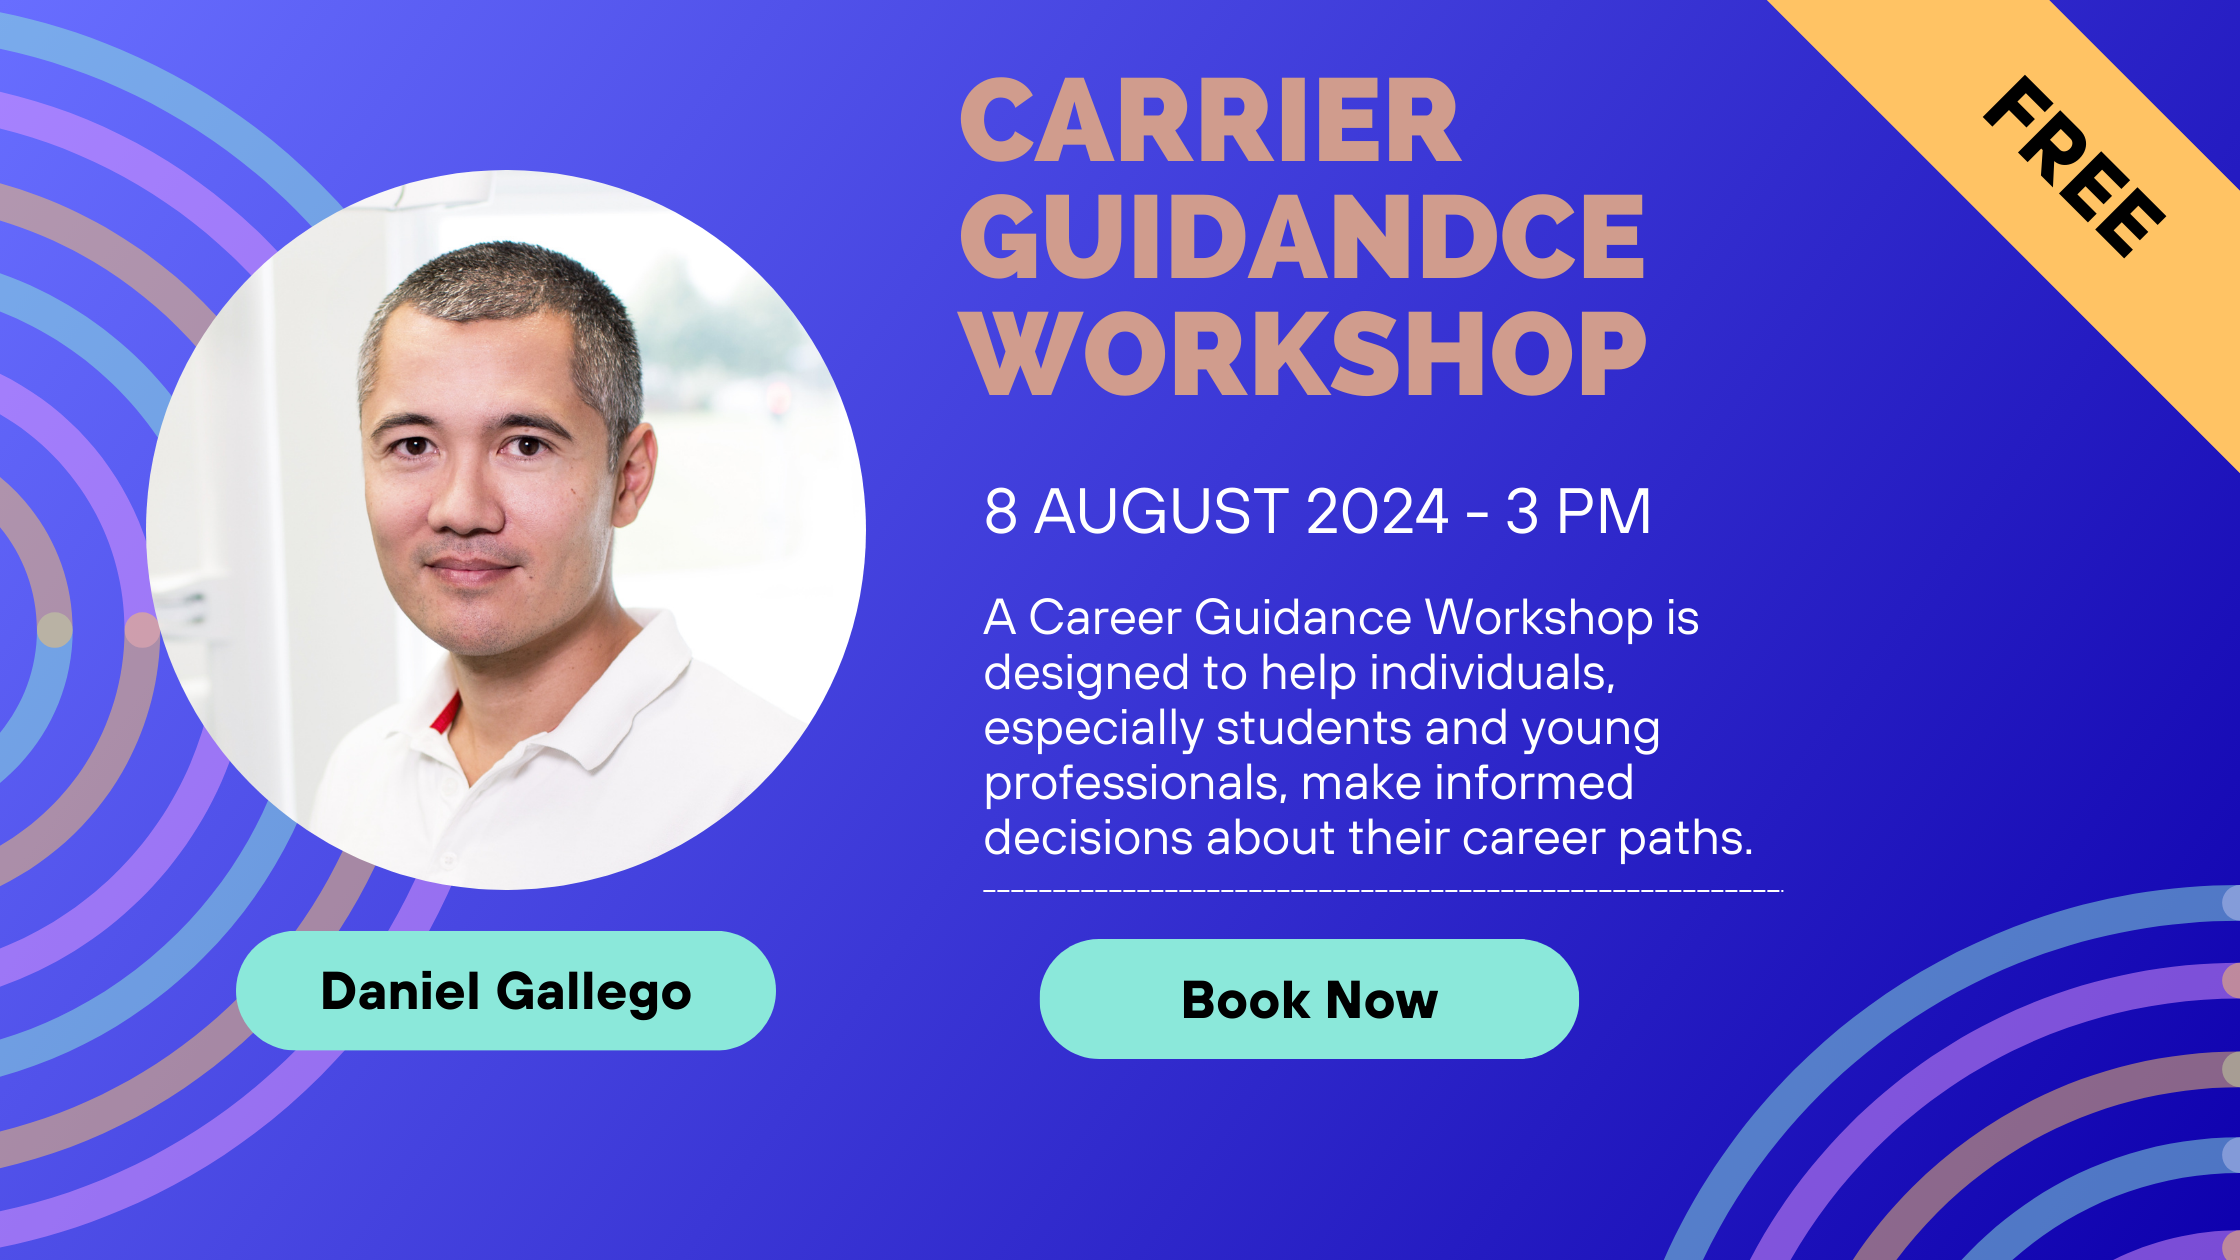 CARRIER
GUIDANDCE
WORKSHOP
FREE
8 AUGUST 2024 - 3 PM
A Career Guidance Workshop is
designed to help individuals,
especially students and young
professionals, make informed
decisions about their career paths.
Daniel Gallego
Book Now